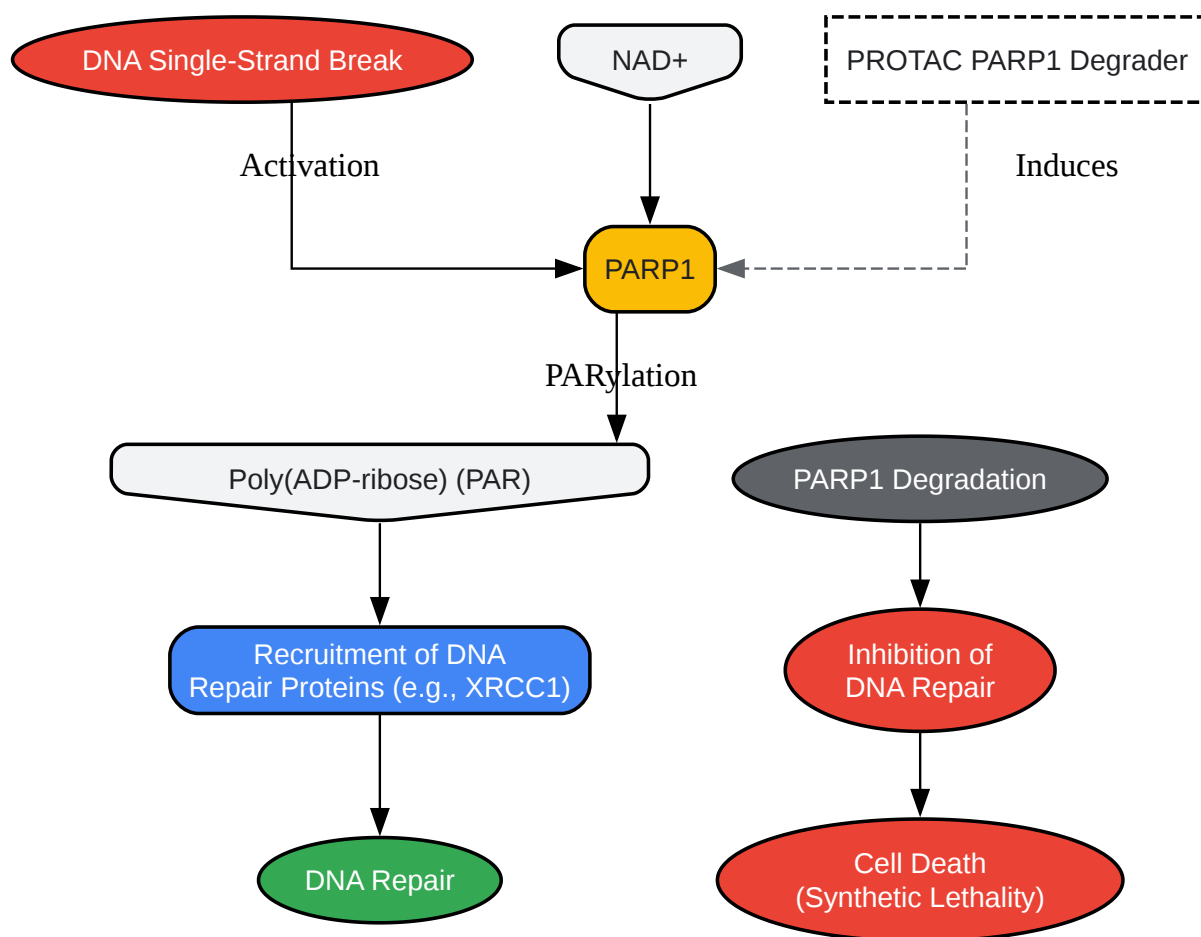 DNA Single-Strand Break
NAD+
PROTAC PARP1 Degrader
Activation
Induces
PARP1
PARylation
Poly(ADP-ribose) (PAR)
PARP1 Degradation
Recruitment of DNA
Repair Proteins (e.g., XRCC1)
Inhibition of
DNA Repair
DNA Repair
Cell Death
(Synthetic Lethality)